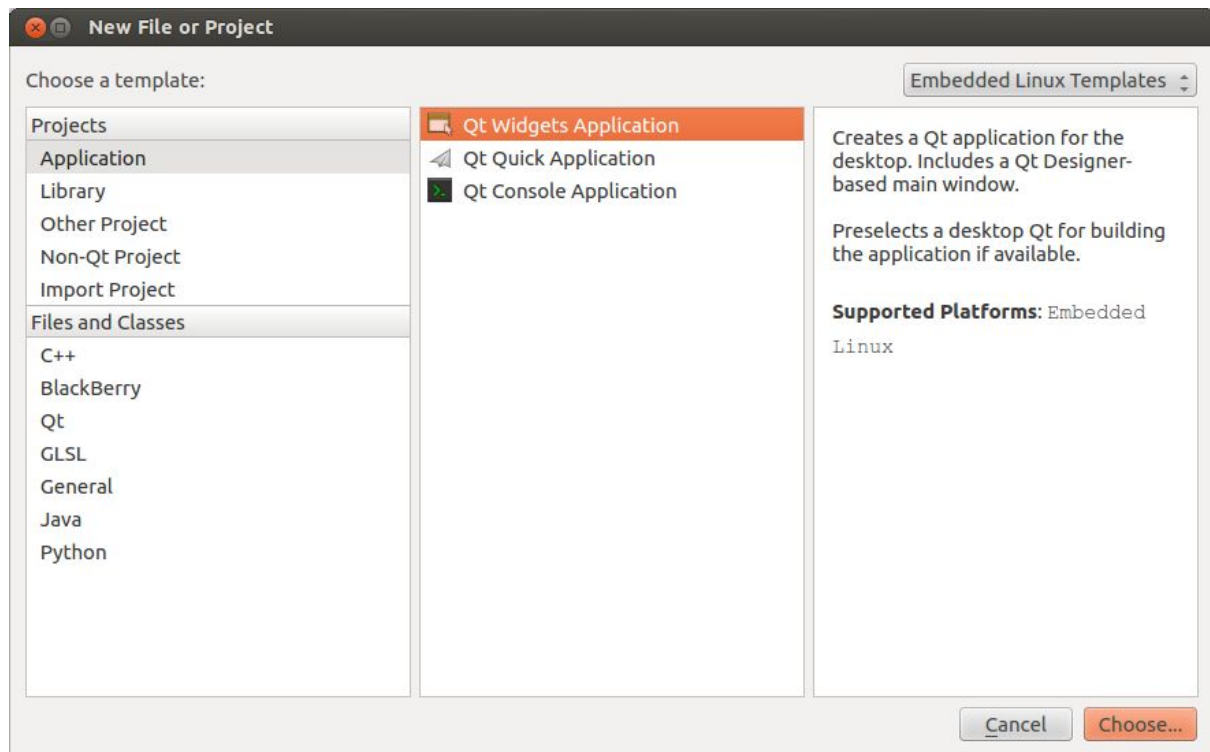 New File or Project
Choose a template:
Embedded Linux Templates
Projects
Application
Library
Other Project
Non-Qt Project
Import Project
Files and Classes
C++
BlackBerry
Qt
GLSL
General
Java
Python
Qt Widgets Application
Qt Quick Application
Qt Console Application
Creates a Qt application for the
desktop. Includes a Qt Designer-
based main window.
Preselects a desktop Qt for building
the application if available.
Supported Platforms: Embedded
Linux
Cancel
Choose...